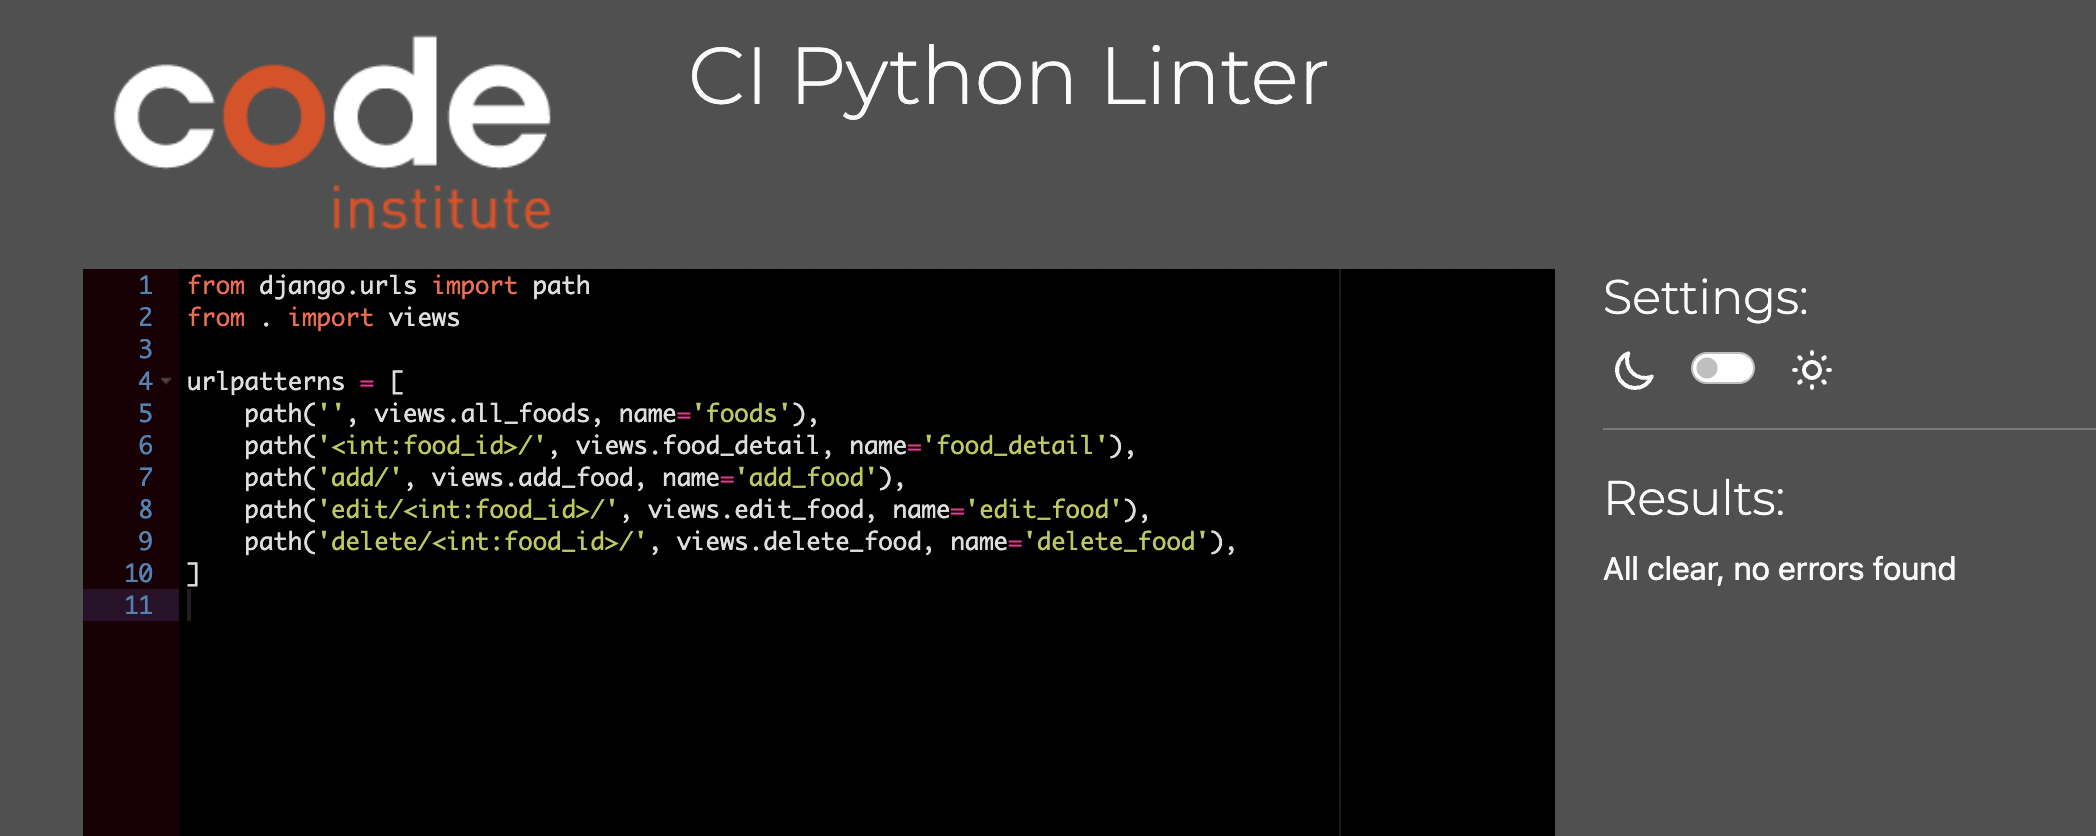 code
institute
CI Python Linter
1 from django.urls import path
2 from . import views
3
4 urlpatterns = [
5     path('', views.all_foods, name='foods'),
6     path('<int:food_id>/', views.food_detail, name='food_detail'),
7     path('add/', views.add_food, name='add_food'),
8     path('edit/<int:food_id>/', views.edit_food, name='edit_food'),
9     path('delete/<int:food_id>/', views.delete_food, name='delete_food'),
10 ]
11
Settings:
Results:
All clear, no errors found